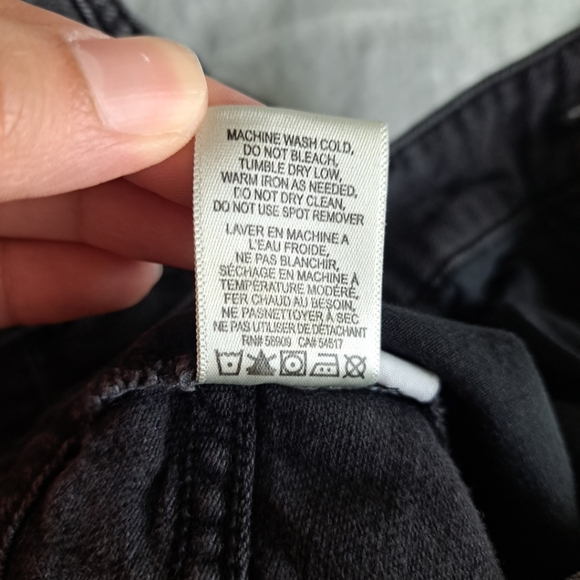 MACHINE WASH COLD,
DO NOT BLEACH,
TUMBLE DRY LOW,
WARM IRON AS NEEDED,
DO NOT DRY CLEAN,
DO NOT USE SPOT REMOVER
LAVER EN MACHINE A
L'EAU FROIDE,
NE PAS BLANCHIR,
SÉCHAGE EN MACHINE À
TEMPÉRATURE MODÉRÉ,
FER CHAUD AU BESOIN,
NE PASNETTOYER À SEC
NE PAS UTILISER DE DÉTACHANT
RN# 58909 CA# 54517